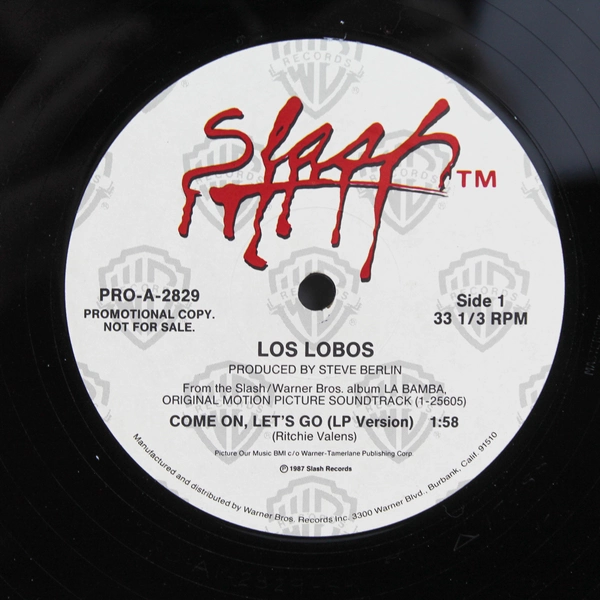 Slash™
PRO-A-2829
PROMOTIONAL COPY.
NOT FOR SALE.
Side 1
33 1/3 RPM
LOS LOBOS
PRODUCED BY STEVE BERLIN
From the Slash/Warner Bros. album LA BAMBA,
ORIGINAL MOTION PICTURE SOUNDTRACK (1-25605)
COME ON, LET'S GO (LP Version) 1:58
(Ritchie Valens)
Picture Our Music BMI c/o Warner-Tamerlane Publishing Corp.
℗© 1987 Slash Records
Manufactured and distributed by Warner Bros. Records Inc. 3300 Warner Blvd., Burbank, Calif. 91510